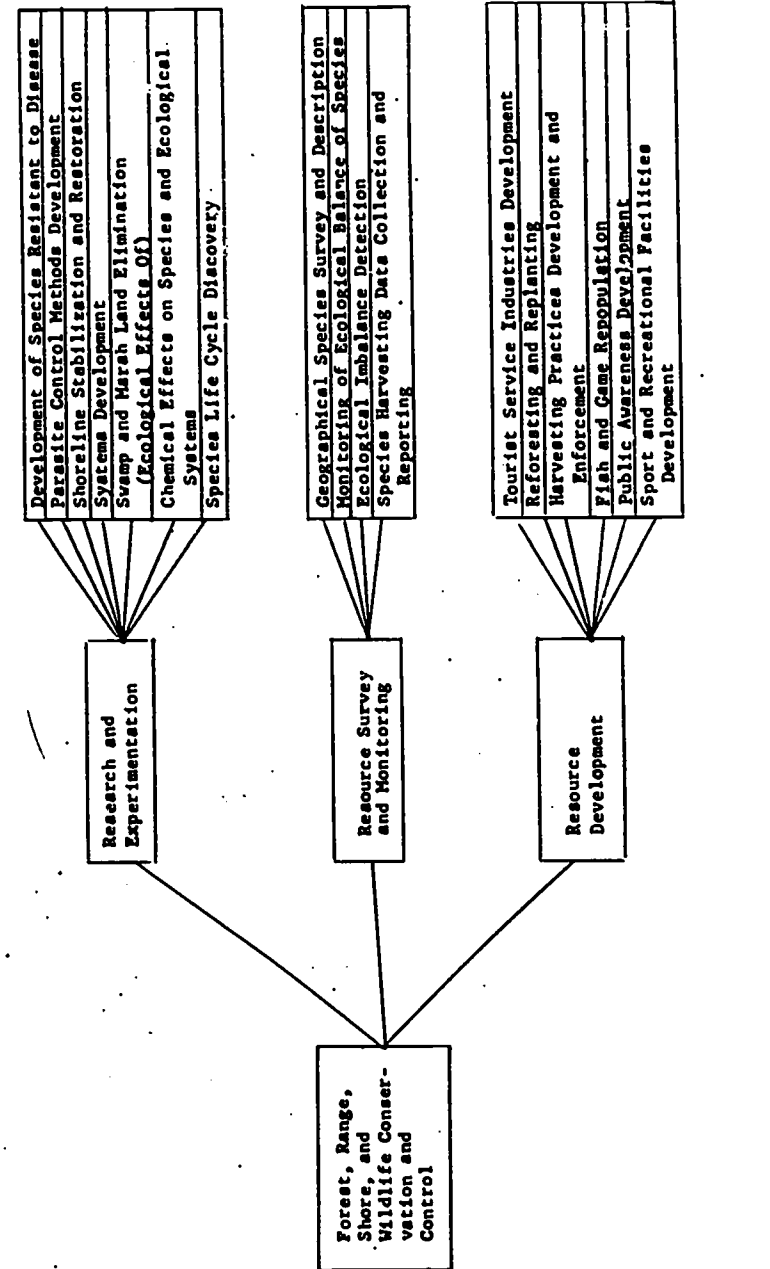 Forest, Range,
Shore, and
Wildlife Conser-
vation and
Control
Research and
Experimentation
Development of Species Resistant to Disease
Parasite Control Methods Development
Shoreline Stabilization and Restoration
Systems Development
Swamp and Marsh Land Elimination
(Ecological Effects Of)
Chemical Effects on Species and Ecological
Systems
Species Life Cycle Discovery
Resource Survey
and Monitoring
Geographical Species Survey and Description
Monitoring of Ecological Balance of Species
Ecological Imbalance Detection
Species Harvesting Data Collection and
Reporting
Resource
Development
Tourist Service Industries Development
Reforesting and Replanting
Harvesting Practices Development and
Enforcement
Fish and Game Repopulation
Public Awareness Development
Sport and Recreational Facilities
Development